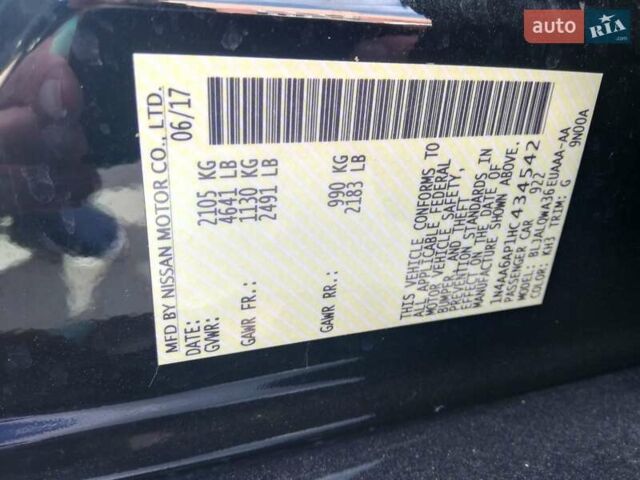 auto RIA
MFD BY NISSAN MOTOR CO., LTD.
DATE: 06/17
GVWR: 2105 KG
4641 LB
GAWR FR.: 1130 KG
2491 LB
GAWR RR.: 990 KG
2183 LB
THIS VEHICLE CONFORMS TO
ALL APPLICABLE FEDERAL
MOTOR VEHICLE SAFETY,
BUMPER, AND THEFT
PREVENTION STANDARDS IN
EFFECT ON THE DATE OF
MANUFACTURE SHOWN ABOVE.
1N4AA6AP1HC434542
PASSENGER CAR 922
MODEL: BLJALOWA36EUAAA-AA
COLOR: KH3 TRIM: G 9N00A